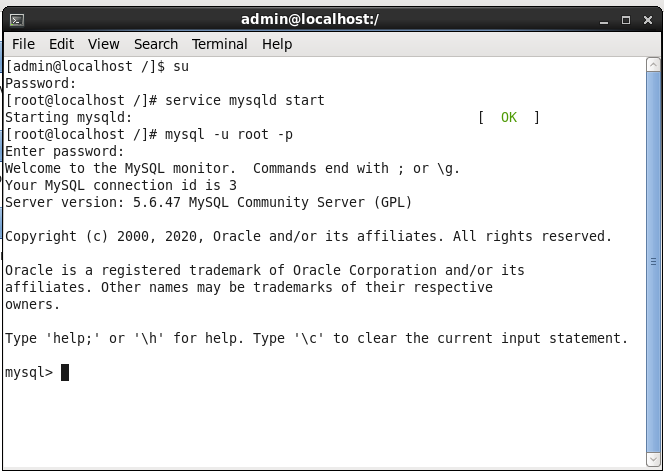 admin@localhost:/
File Edit View Search Terminal Help
[admin@localhost /]$ su
Password:
[root@localhost /]# service mysqld start
Starting mysqld:                                           [  OK  ]
[root@localhost /]# mysql -u root -p
Enter password:
Welcome to the MySQL monitor.  Commands end with ; or \g.
Your MySQL connection id is 3
Server version: 5.6.47 MySQL Community Server (GPL)

Copyright (c) 2000, 2020, Oracle and/or its affiliates. All rights reserved.

Oracle is a registered trademark of Oracle Corporation and/or its
affiliates. Other names may be trademarks of their respective
owners.

Type 'help;' or '\h' for help. Type '\c' to clear the current input statement.

mysql>